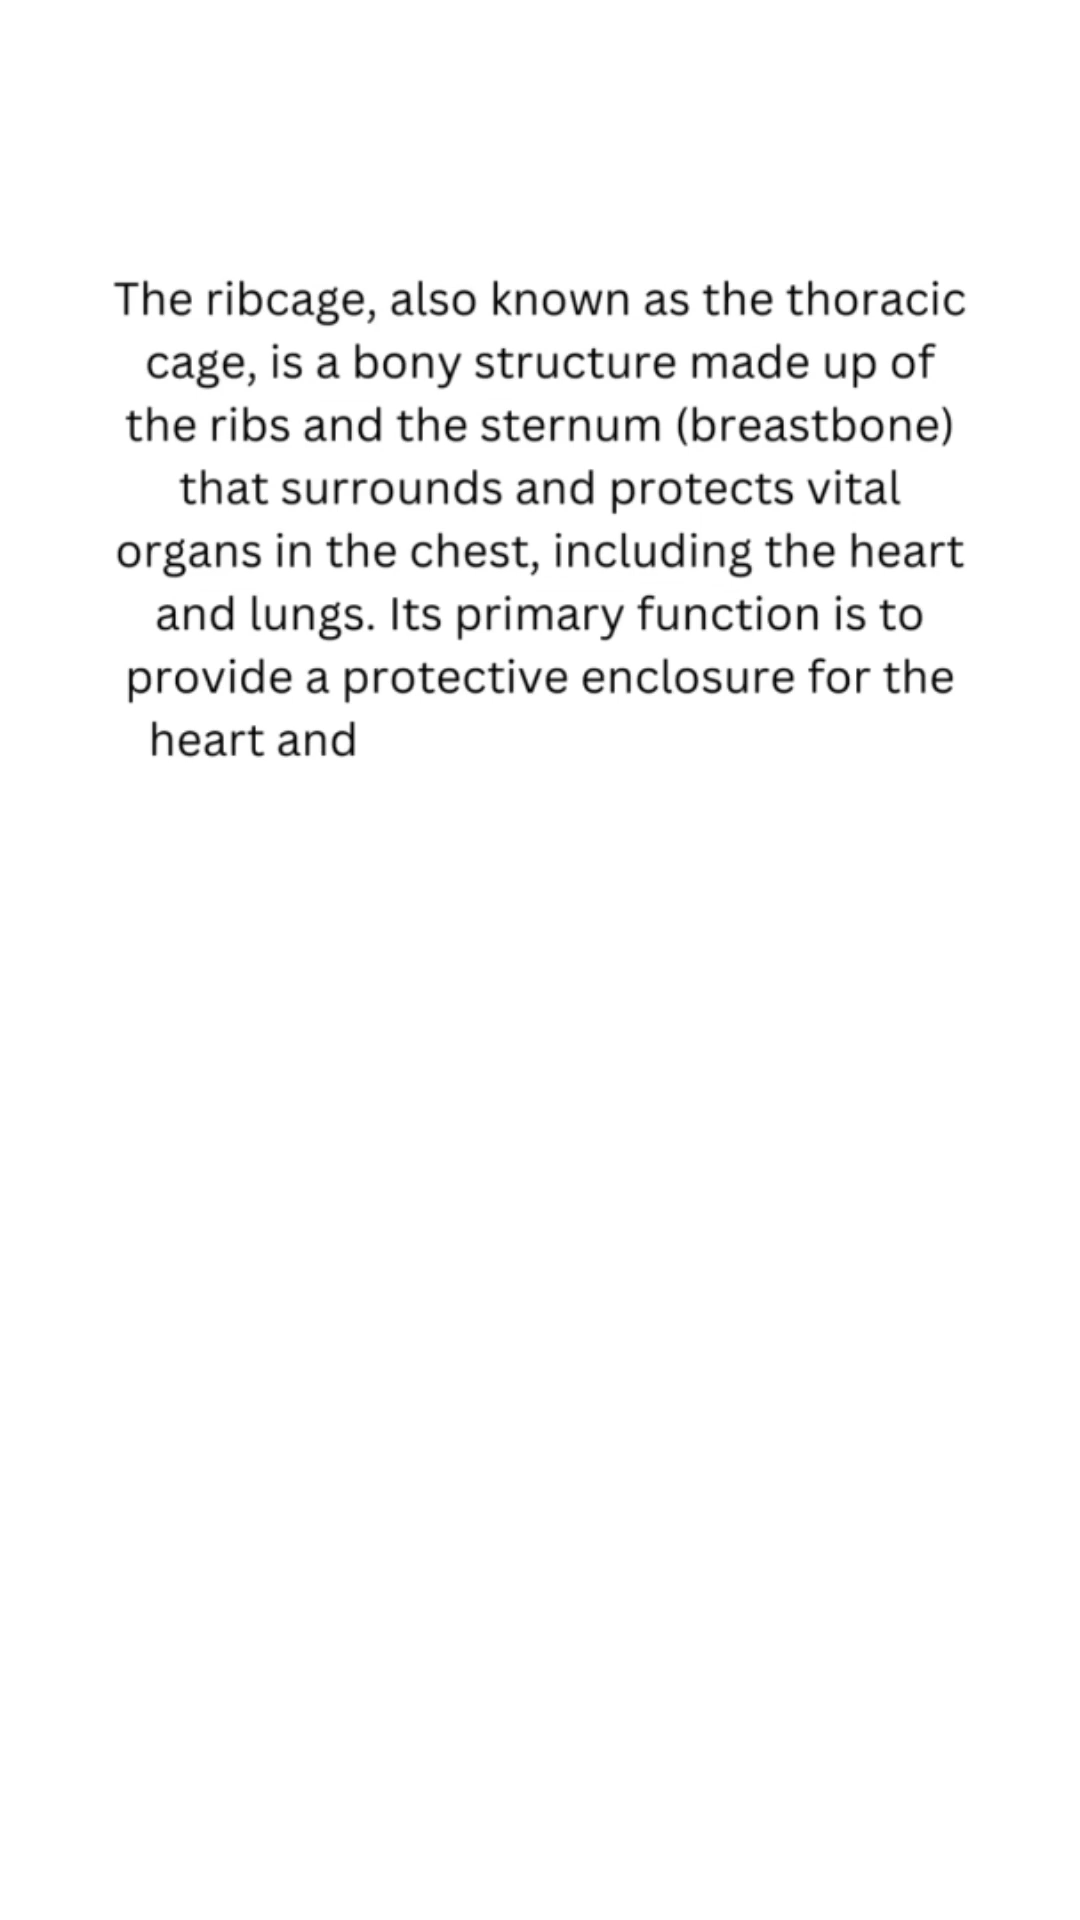 The ribcage, also known as the thoracic
cage, is a bony structure made up of
the ribs and the sternum (breastbone)
that surrounds and protects vital
organs in the chest, including the heart
and lungs. Its primary function is to
provide a protective enclosure for the
heart and